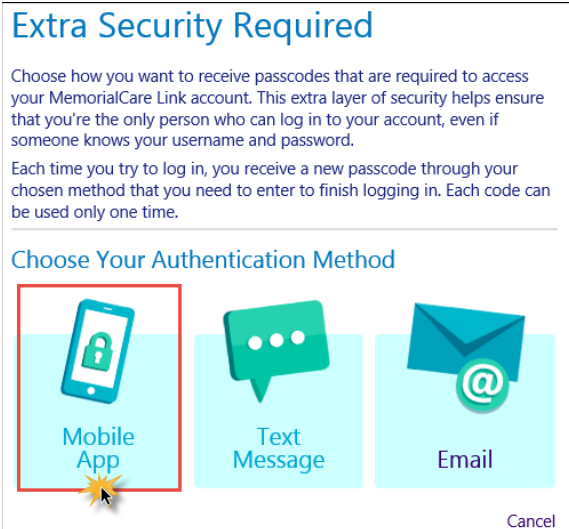 Extra Security Required
Choose how you want to receive passcodes that are required to access
your MemorialCare Link account. This extra layer of security helps ensure
that you're the only person who can log in to your account, even if
someone knows your username and password.
Each time you try to log in, you receive a new passcode through your
chosen method that you need to enter to finish logging in. Each code can
be used only one time.
Choose Your Authentication Method
@
Mobile
App
Text
Message
Email
Cancel